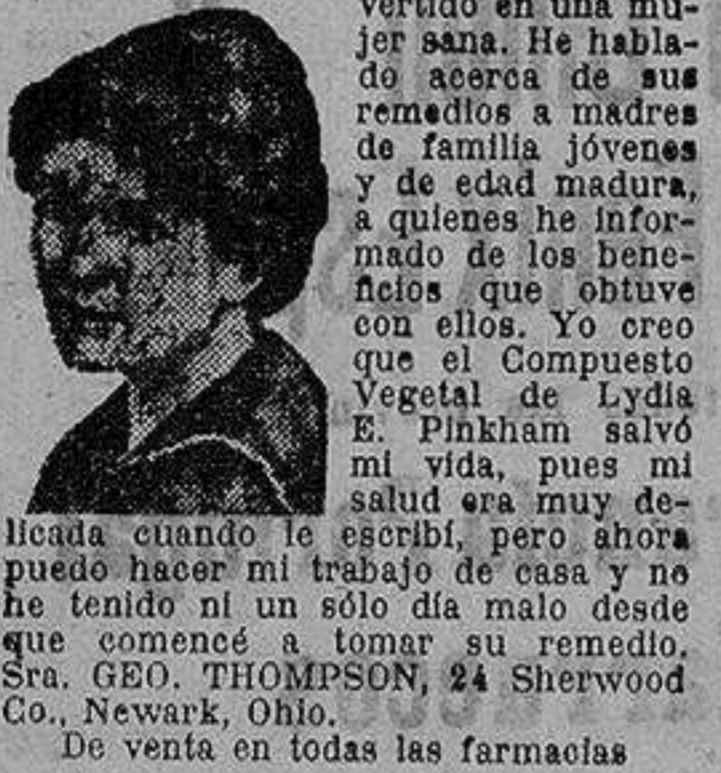 vertido en una mu-
jer sana. He habla-
do acerca de sus
remedios a madres
de familia jóvenes
y de edad madura,
a quienes he infor-
mado de los bene-
ficios que obtuve
con ellos. Yo creo
que el Compuesto
Vegetal de Lydia
E. Pinkham salvó
mi vida, pues mi
salud era muy de-
licada cuando le escribí, pero ahora
puedo hacer mi trabajo de casa y no
he tenido ni un sólo día malo desde
que comencé a tomar su remedio.
Sra. GEO. THOMPSON, 24 Sherwood
Co., Newark, Ohio.
De venta en todas las farmacias